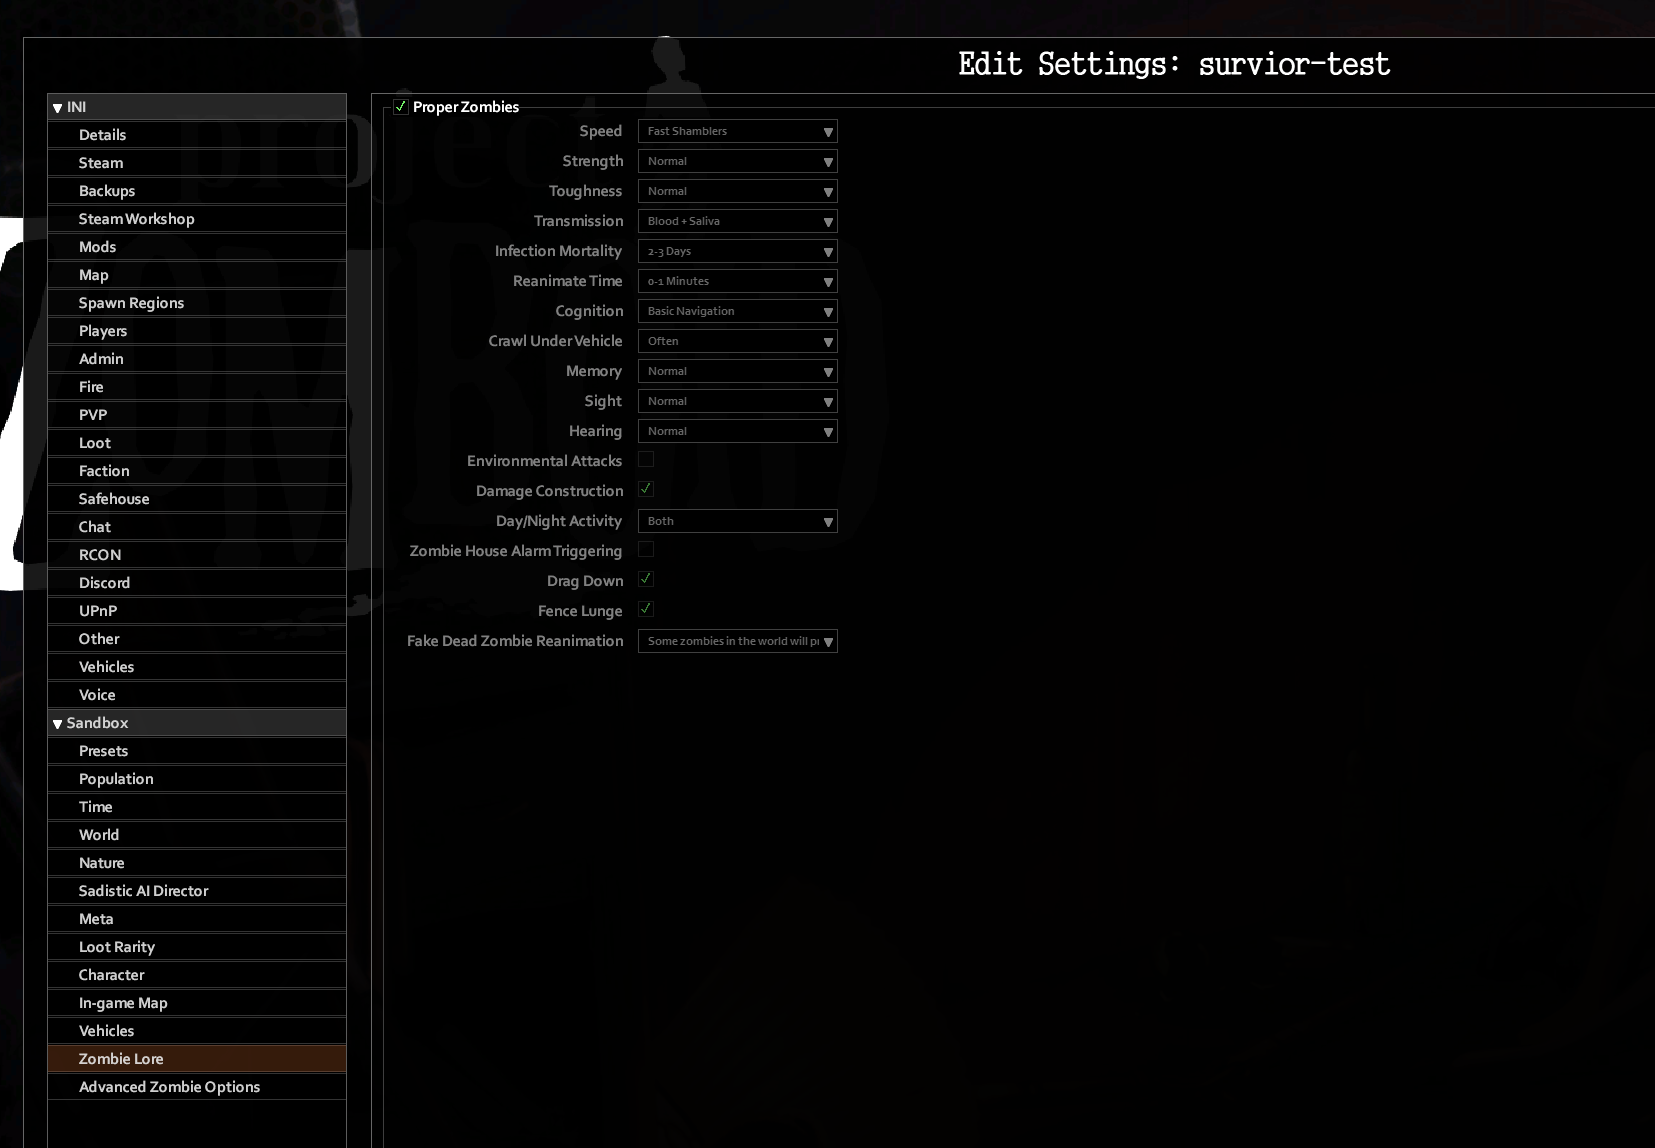 Edit Settings: survior-test
INI
Details
Steam
Backups
Steam Workshop
Mods
Map
Spawn Regions
Players
Admin
Fire
PVP
Loot
Faction
Safehouse
Chat
RCON
Discord
UPnP
Other
Vehicles
Voice
Sandbox
Presets
Population
Time
World
Nature
Sadistic AI Director
Meta
Loot Rarity
Character
In-game Map
Vehicles
Zombie Lore
Advanced Zombie Options
Proper Zombies
Speed Fast Shamblers
Strength Normal
Toughness Normal
Transmission Blood + Saliva
Infection Mortality 2-3 Days
Reanimate Time 0-1 Minutes
Cognition Basic Navigation
Crawl Under Vehicle Often
Memory Normal
Sight Normal
Hearing Normal
Environmental Attacks
Damage Construction
Day/Night Activity Both
Zombie House Alarm Triggering
Drag Down
Fence Lunge
Fake Dead Zombie Reanimation Some zombies in the world will
project
ZOMBOID